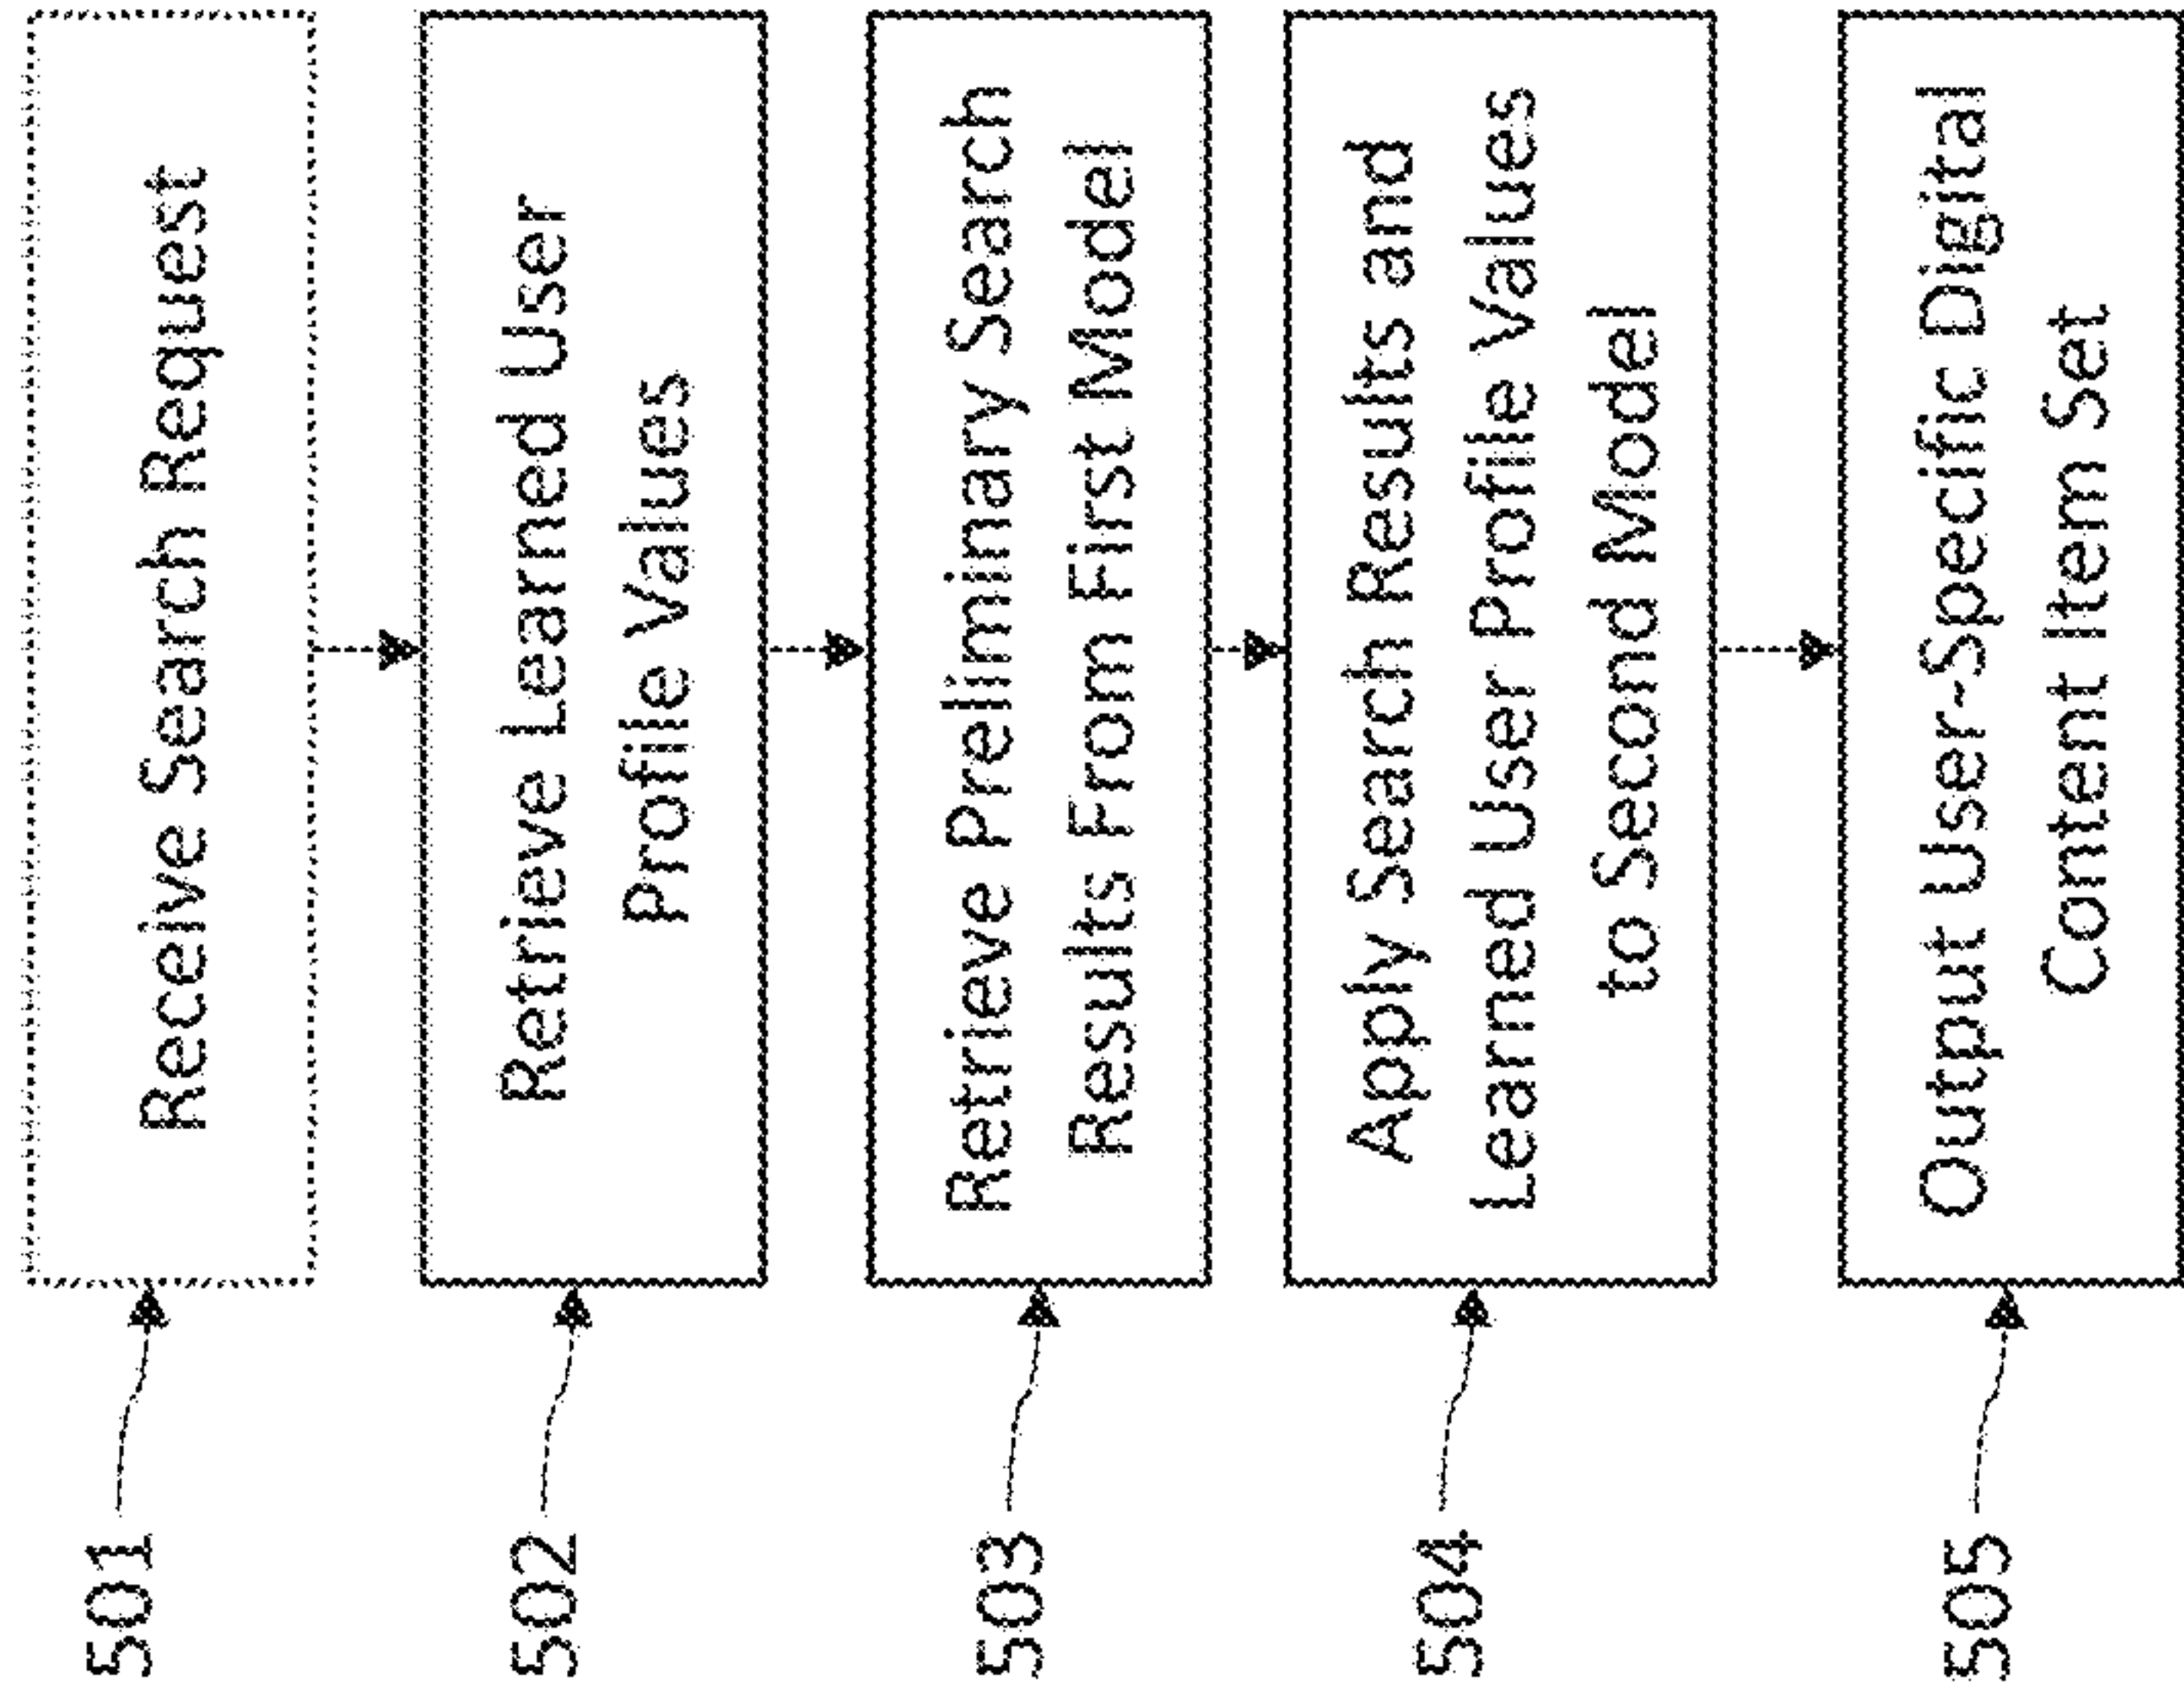 501
Receive Search Request
502
Retrieve Learned User
Profile Values
503
Retrieve Preliminary Search
Results From First Model
504
Apply Search Results and
Learned User Profile Values
to Second Model
505
Output User-Specific Digital
Content Item Set